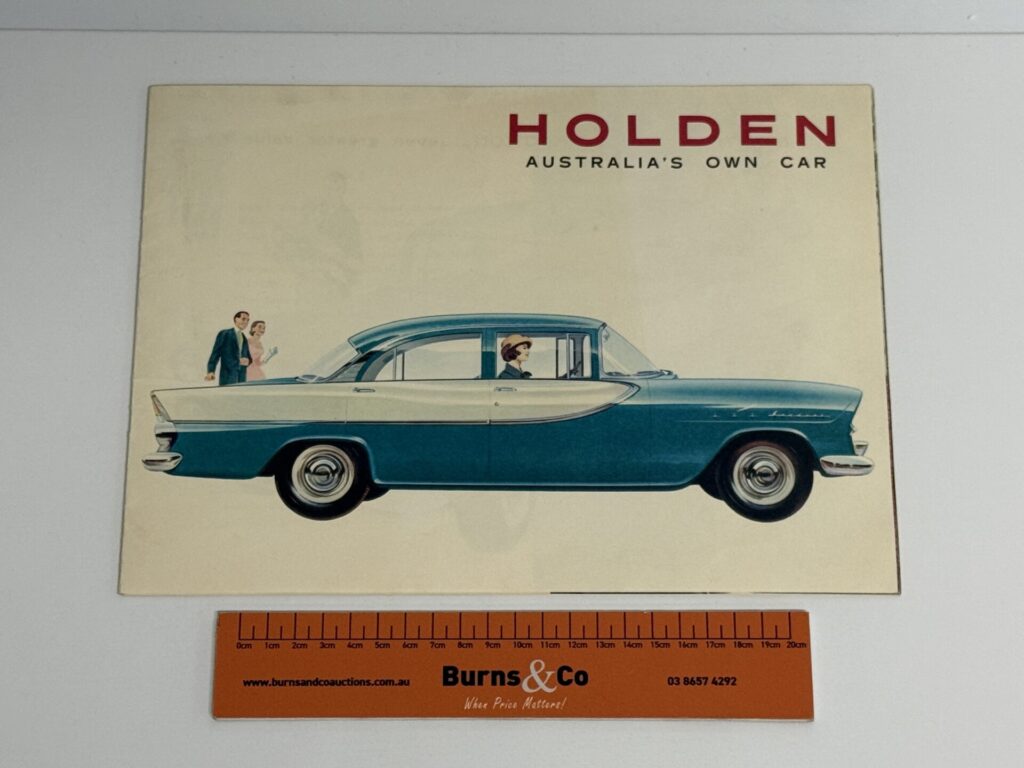 HOLDEN
AUSTRALIA'S OWN CAR
0cm 1cm 2cm 3cm 4cm 5cm 6cm 7cm 8cm 9cm 10cm 11cm 12cm 13cm 14cm 15cm 16cm 17cm 18cm 19cm 20cm
www.burnsandcoauctions.com.au
Burns&Co
03 8657 4292
When Price Matters!